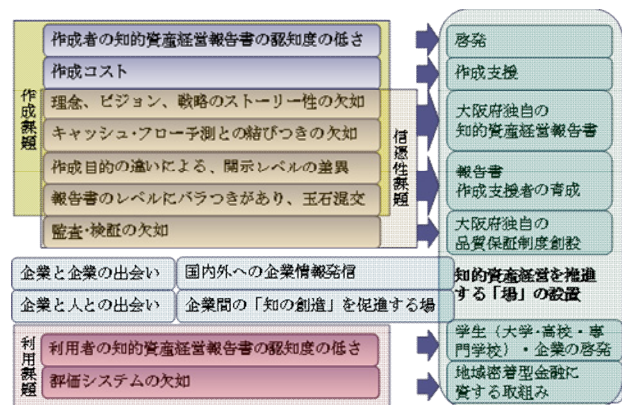 作成課題
作成者の知的資産経営報告書の認知度の低さ
作成コスト
理念、ビジョン、戦略のストーリー性の欠如
キャッシュ・フロー予測との結びつきの欠如
作成目的の違いによる、開示レベルの差異
報告書のレベルにバラつきがあり、玉石混交
監査・検証の欠如
信憑性課題
啓発
作成支援
大阪府独自の
知的資産経営報告書
報告書
作成支援者の育成
大阪府独自の
品質保証制度創設
企業と企業の出会い
国内外への企業情報発信
企業と人との出会い
企業間の「知の創造」を促進する場
知的資産経営を推進
する「場」の設置
利用課題
利用者の知的資産経営報告書の認知度の低さ
評価システムの欠如
学生（大学・高校・専
門学校）・企業の啓発
地域密着型金融に
資する取組み